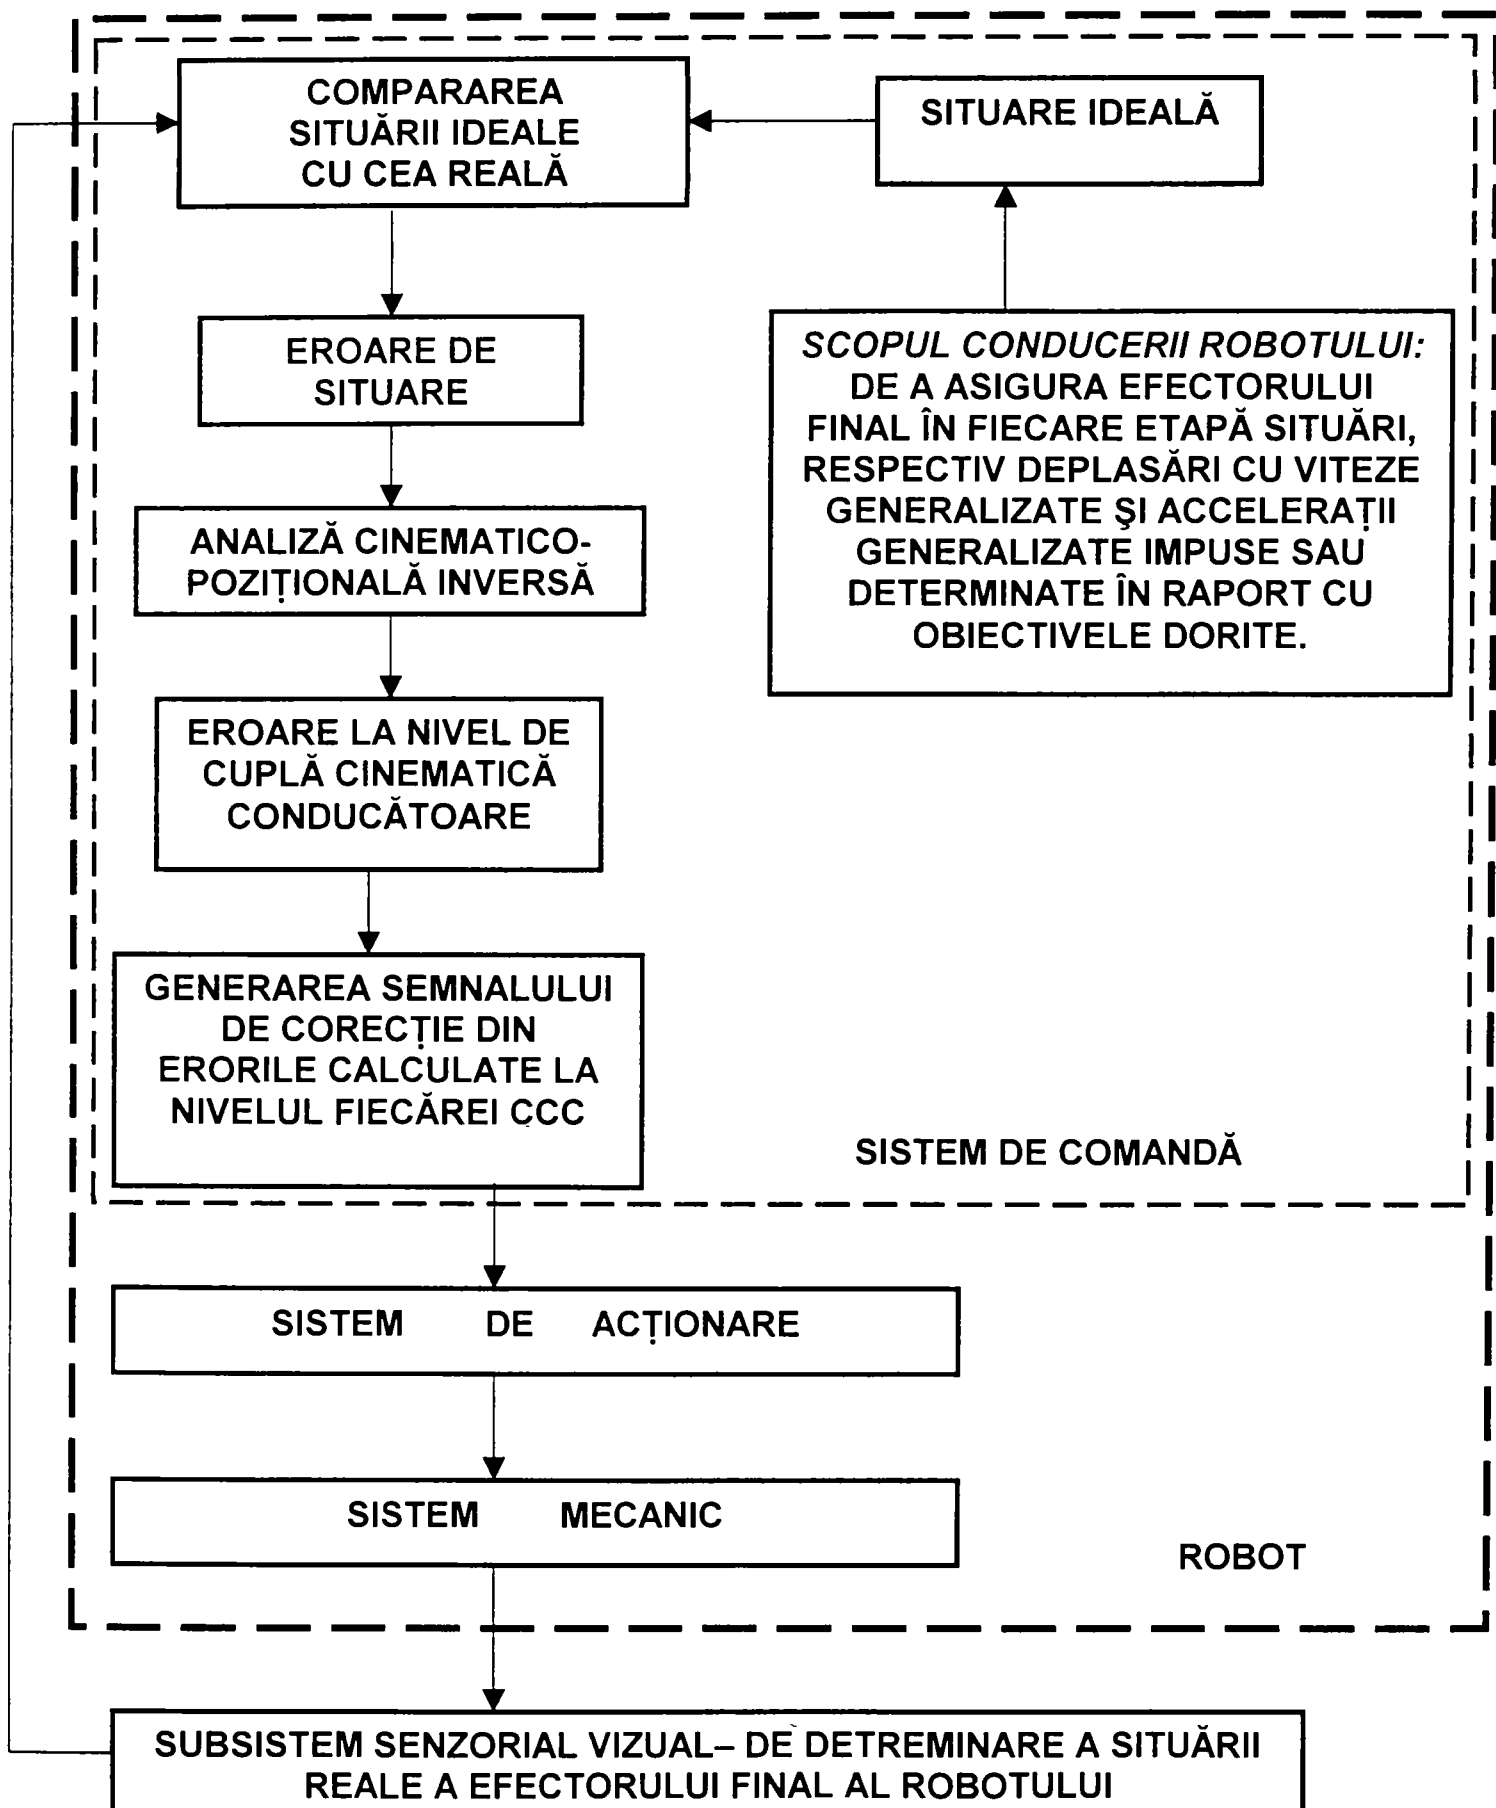 COMPARAREA
SITUĂRII IDEALE
CU CEA REALĂ
SITUARE IDEALĂ
EROARE DE
SITUARE
SCOPUL CONDUCERII ROBOTULUI:
DE A ASIGURA EFECTORULUI
FINAL ÎN FIECARE ETAPĂ SITUĂRI,
RESPECTIV DEPLASĂRI CU VITEZE
GENERALIZATE ŞI ACCELERAŢII
GENERALIZATE IMPUSE SAU
DETERMINATE ÎN RAPORT CU
OBIECTIVELE DORITE.
ANALIZĂ CINEMATICO-
POZIŢIONALĂ INVERSĂ
EROARE LA NIVEL DE
CUPLĂ CINEMATICĂ
CONDUCĂTOARE
GENERAREA SEMNALULUI
DE CORECŢIE DIN
ERORILE CALCULATE LA
NIVELUL FIECĂREI CCC
SISTEM DE COMANDĂ
SISTEM DE ACŢIONARE
SISTEM MECANIC
ROBOT
SUBSISTEM SENZORIAL VIZUAL– DE DETREMINARE A SITUĂRII
REALE A EFECTORULUI FINAL AL ROBOTULUI